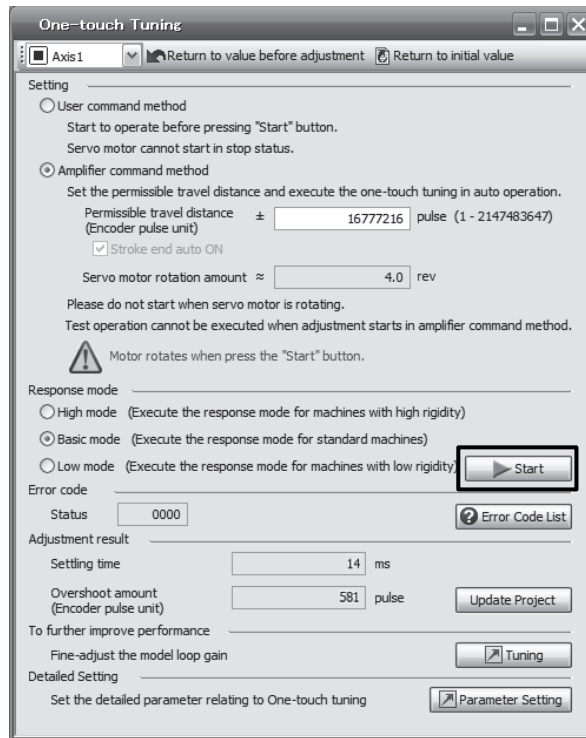 One-touch Tuning
Axis1 Return to value before adjustment Return to initial value
Setting
User command method
Start to operate before pressing "Start" button.
Servo motor cannot start in stop status.
Amplifier command method
Set the permissible travel distance and execute the one-touch tuning in auto operation.
Permissible travel distance ± 16777216 pulse (1 - 2147483647)
(Encoder pulse unit)
Stroke end auto ON
Servo motor rotation amount ≈ 4.0 rev
Please do not start when servo motor is rotating.
Test operation cannot be executed when adjustment starts in amplifier command method.
Motor rotates when press the "Start" button.
Response mode
High mode (Execute the response mode for machines with high rigidity)
Basic mode (Execute the response mode for standard machines)
Low mode (Execute the response mode for machines with low rigidity) Start
Error code
Status 0000 Error Code List
Adjustment result
Settling time 14 ms
Overshoot amount 581 pulse Update Project
(Encoder pulse unit)
To further improve performance
Fine-adjust the model loop gain Tuning
Detailed Setting
Set the detailed parameter relating to One-touch tuning Parameter Setting